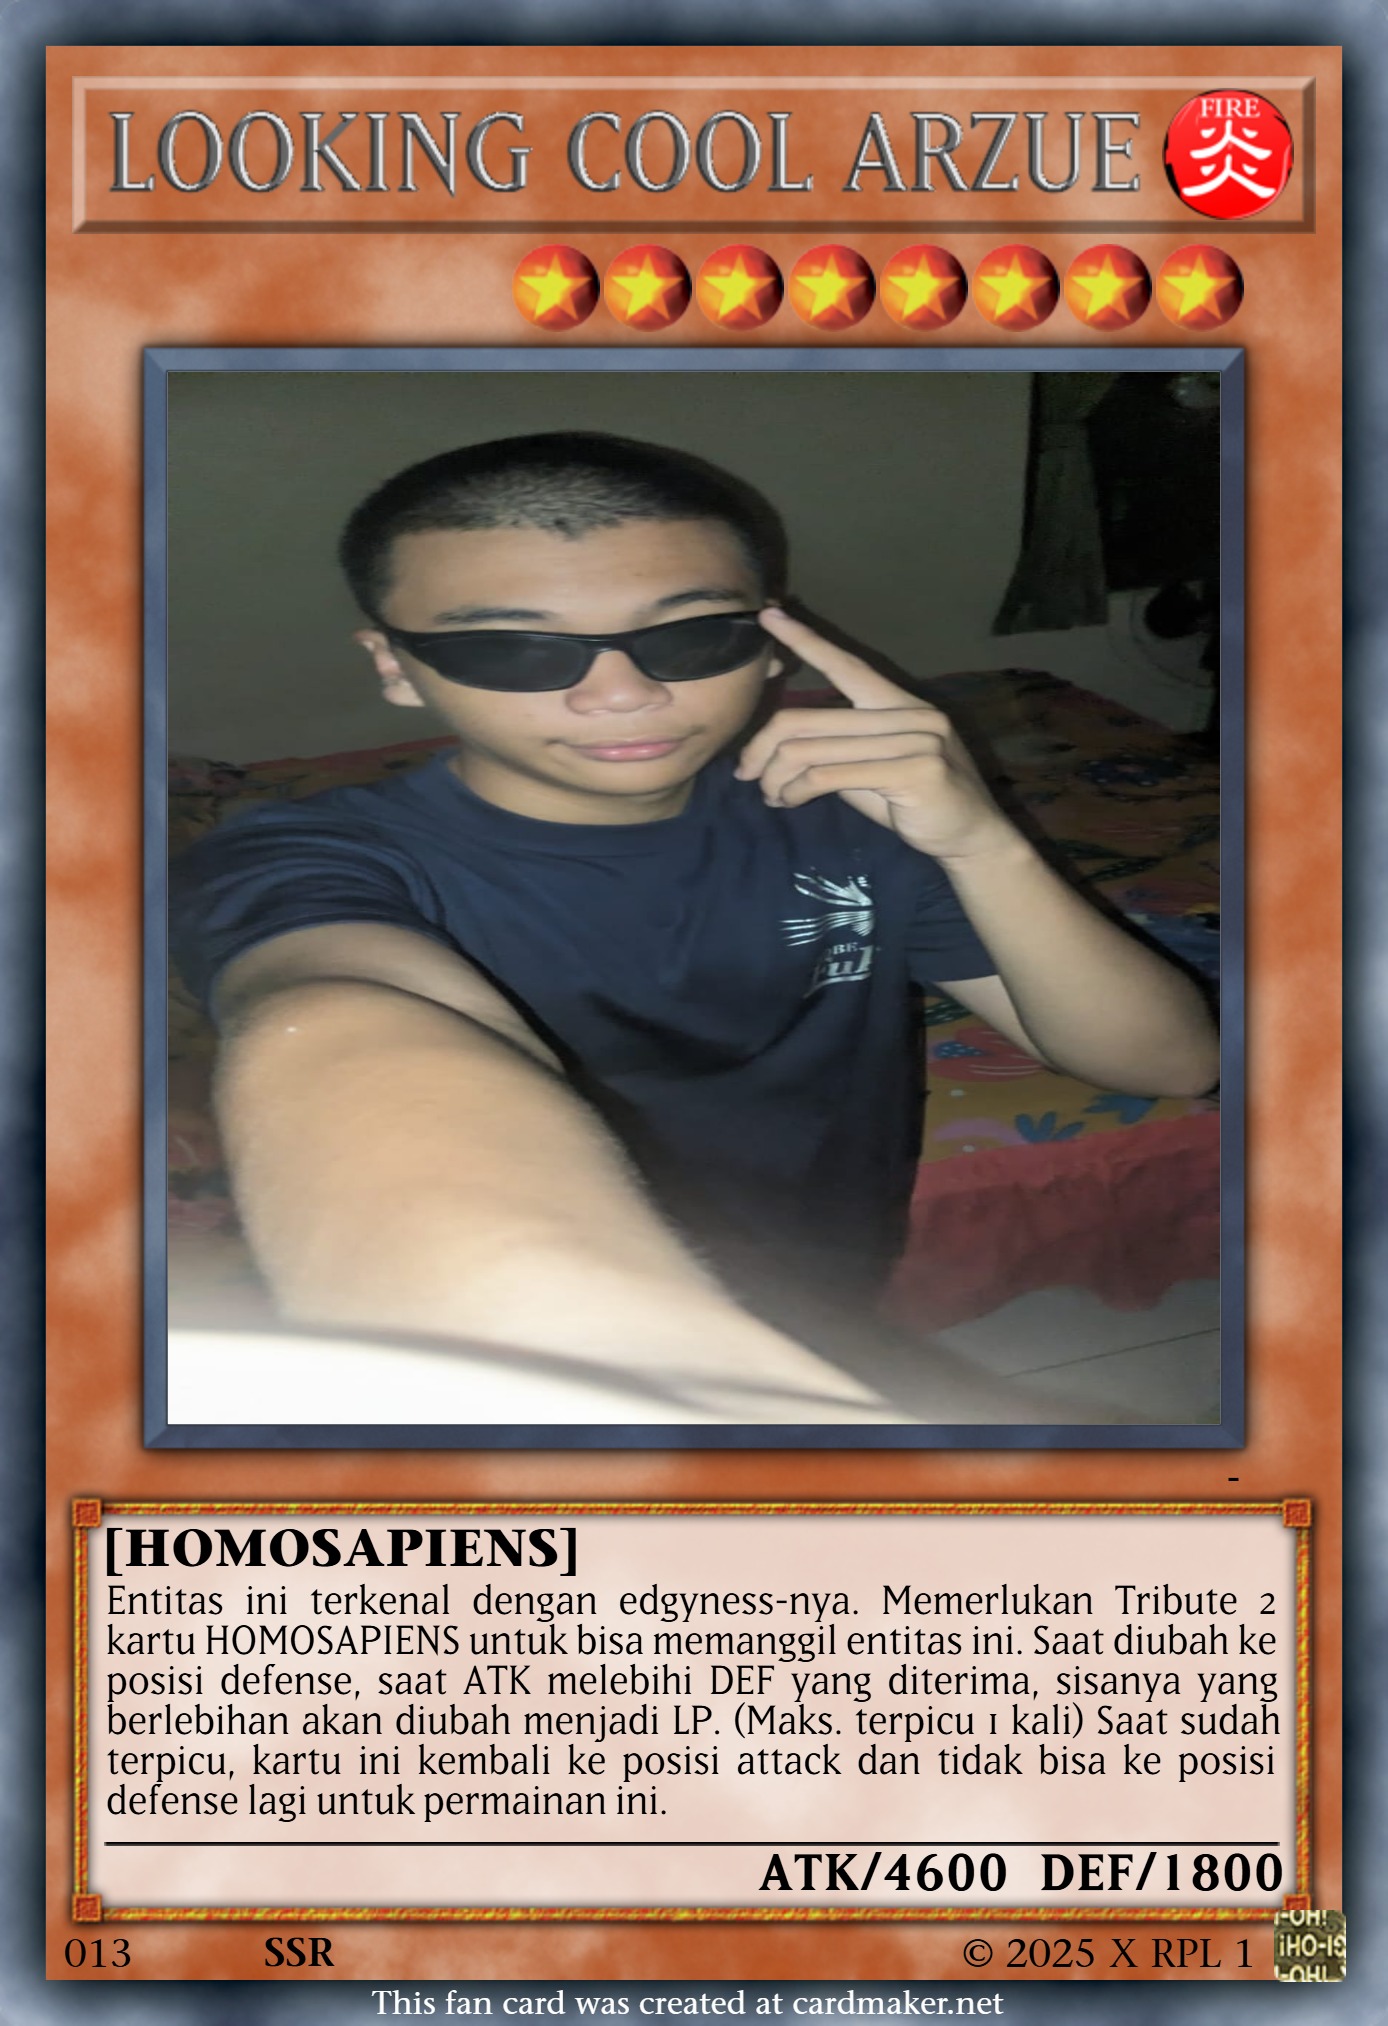 LOOKING COOL ARZUE
FIRE
炎
-
[HOMOSAPIENS]
Entitas ini terkenal dengan edgyness-nya. Memerlukan Tribute 2
kartu HOMOSAPIENS untuk bisa memanggil entitas ini. Saat diubah ke
posisi defense, saat ATK melebihi DEF yang diterima, sisanya yang
berlebihan akan diubah menjadi LP. (Maks. terpicu 1 kali) Saat sudah
terpicu, kartu ini kembali ke posisi attack dan tidak bisa ke posisi
defense lagi untuk permainan ini.
ATK/4600 DEF/1800
013 SSR © 2025 X RPL 1
This fan card was created at cardmaker.net